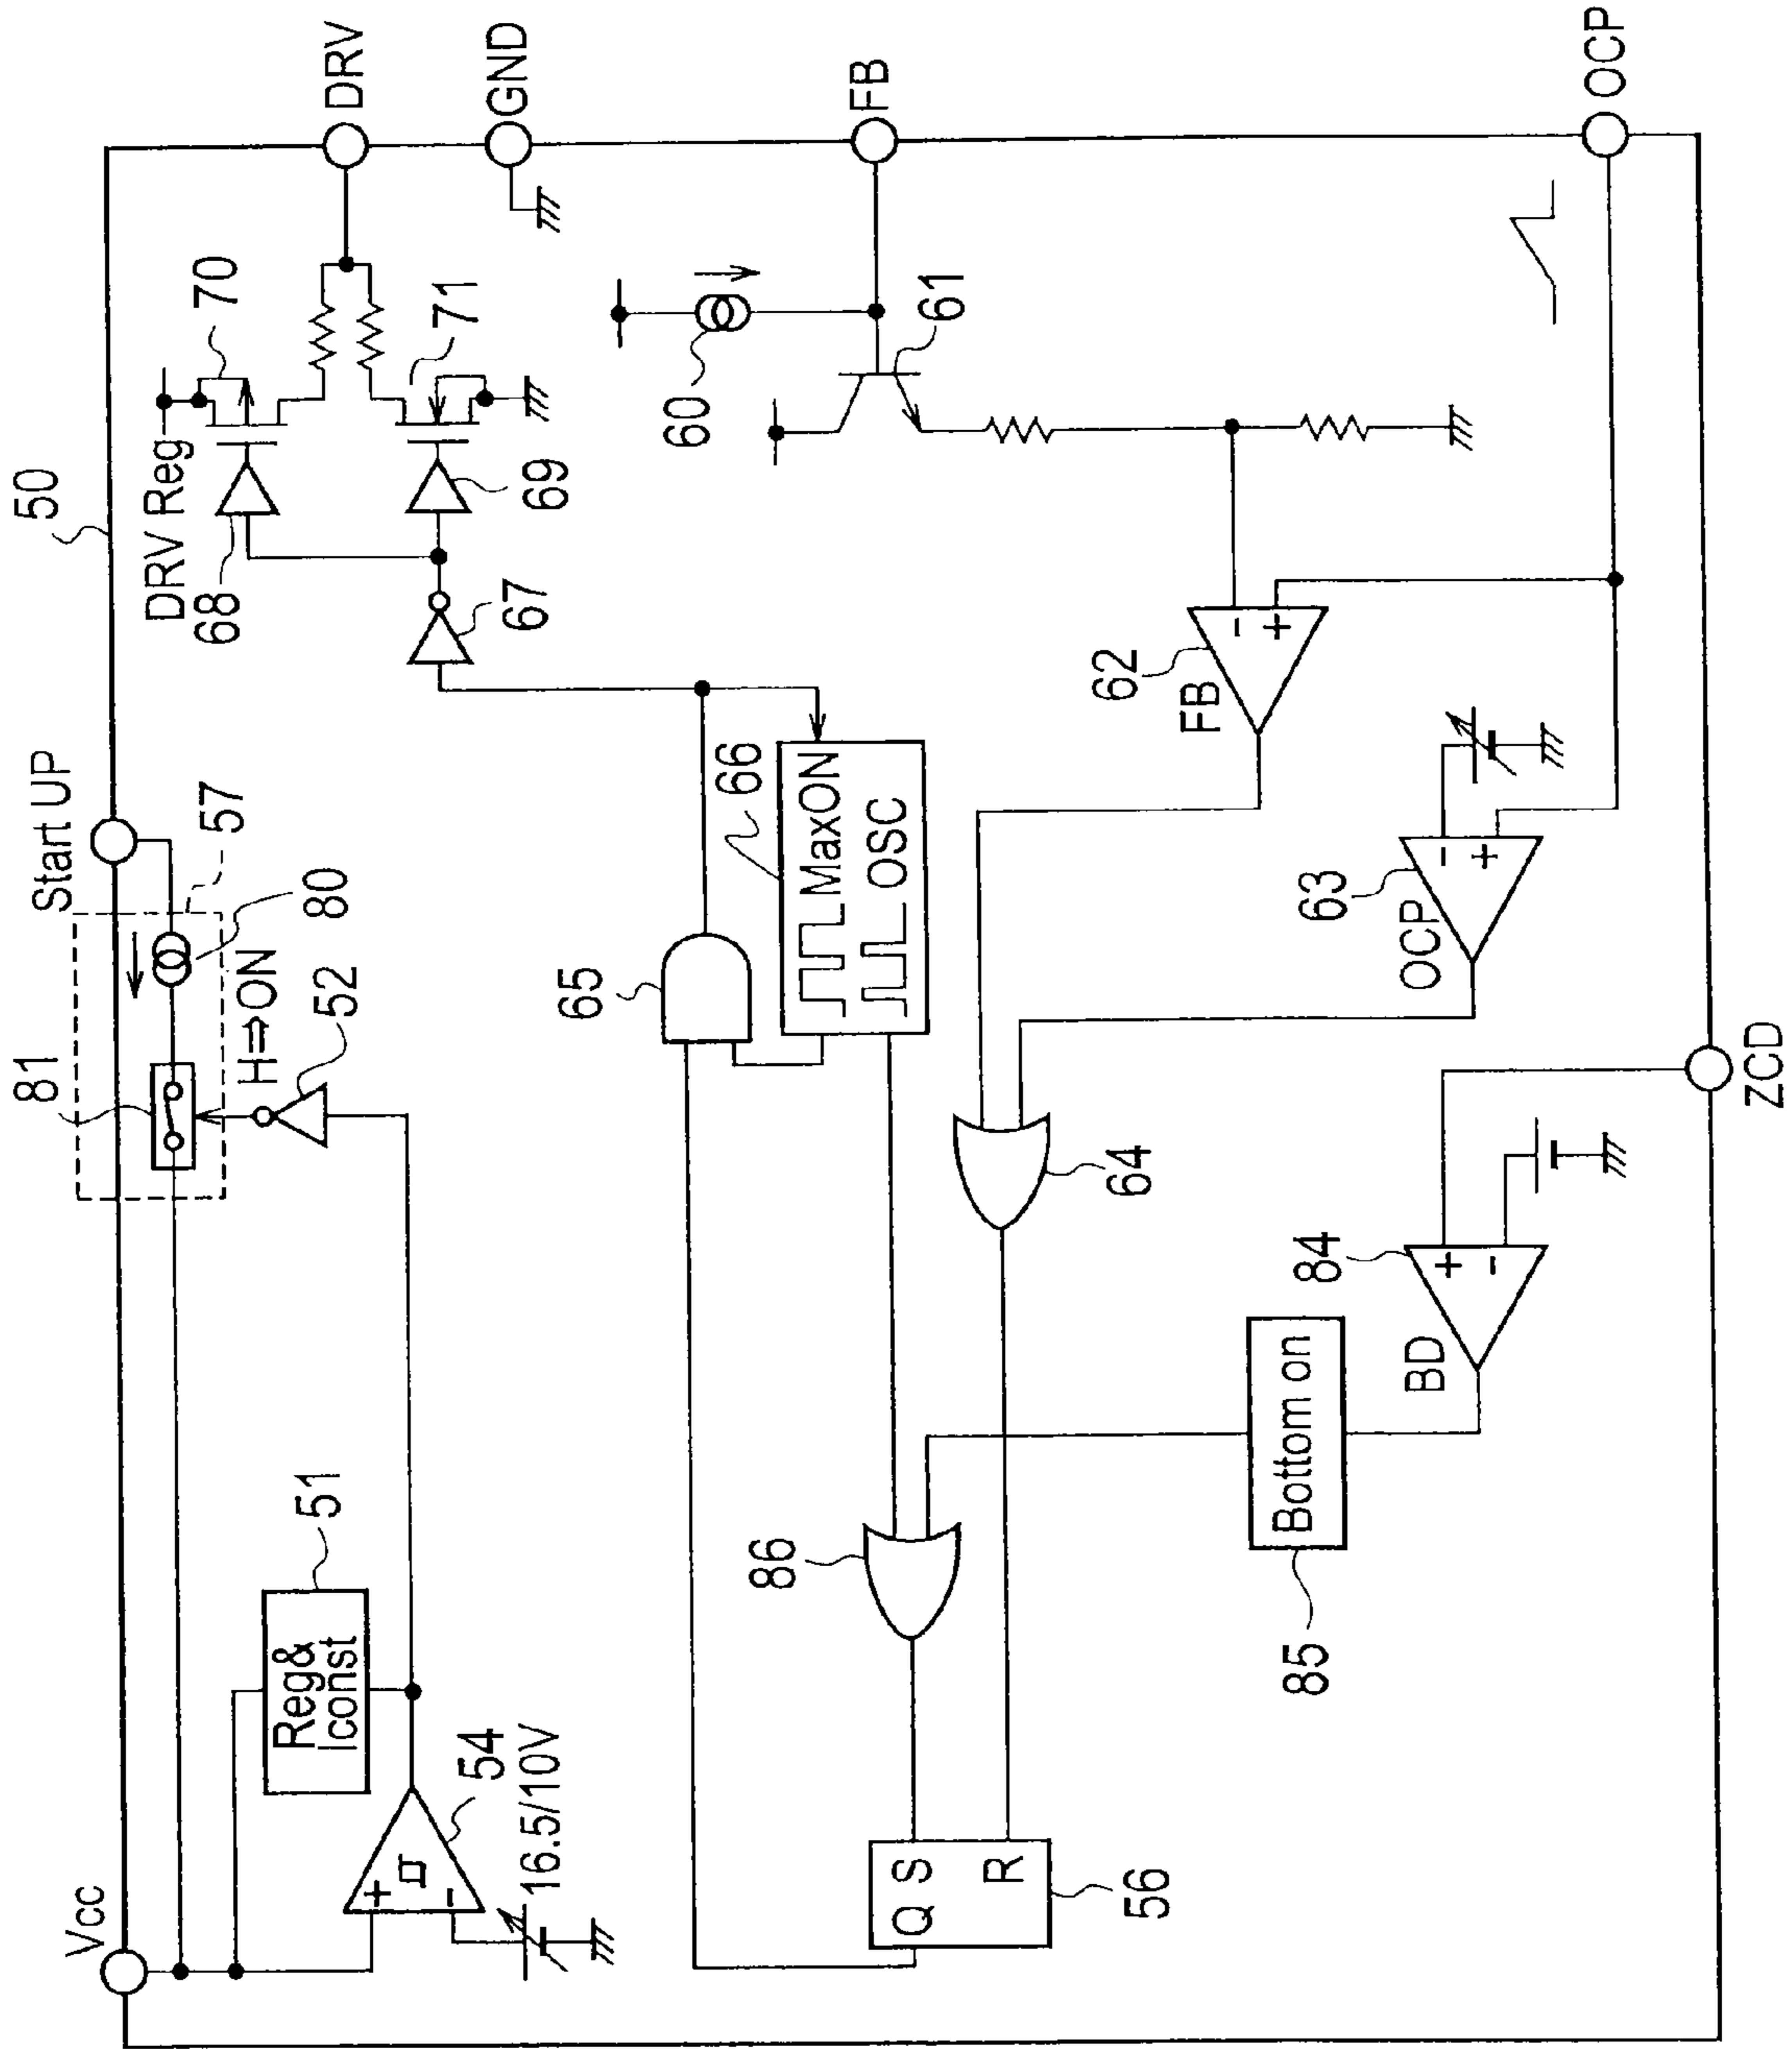 50
Vcc
Start UP
DRV
GND
FB
OCP
ZCD
81
57
80
H⇒ON
52
51
Reg&
Iconst
54
16.5/10V
+
-
DRV Reg
68
70
71
69
67
60
61
65
66
MaxON
OSC
62
FB
-
+
63
OCP
-
+
64
84
BD
+
-
Bottom on
85
86
Q S
R
56